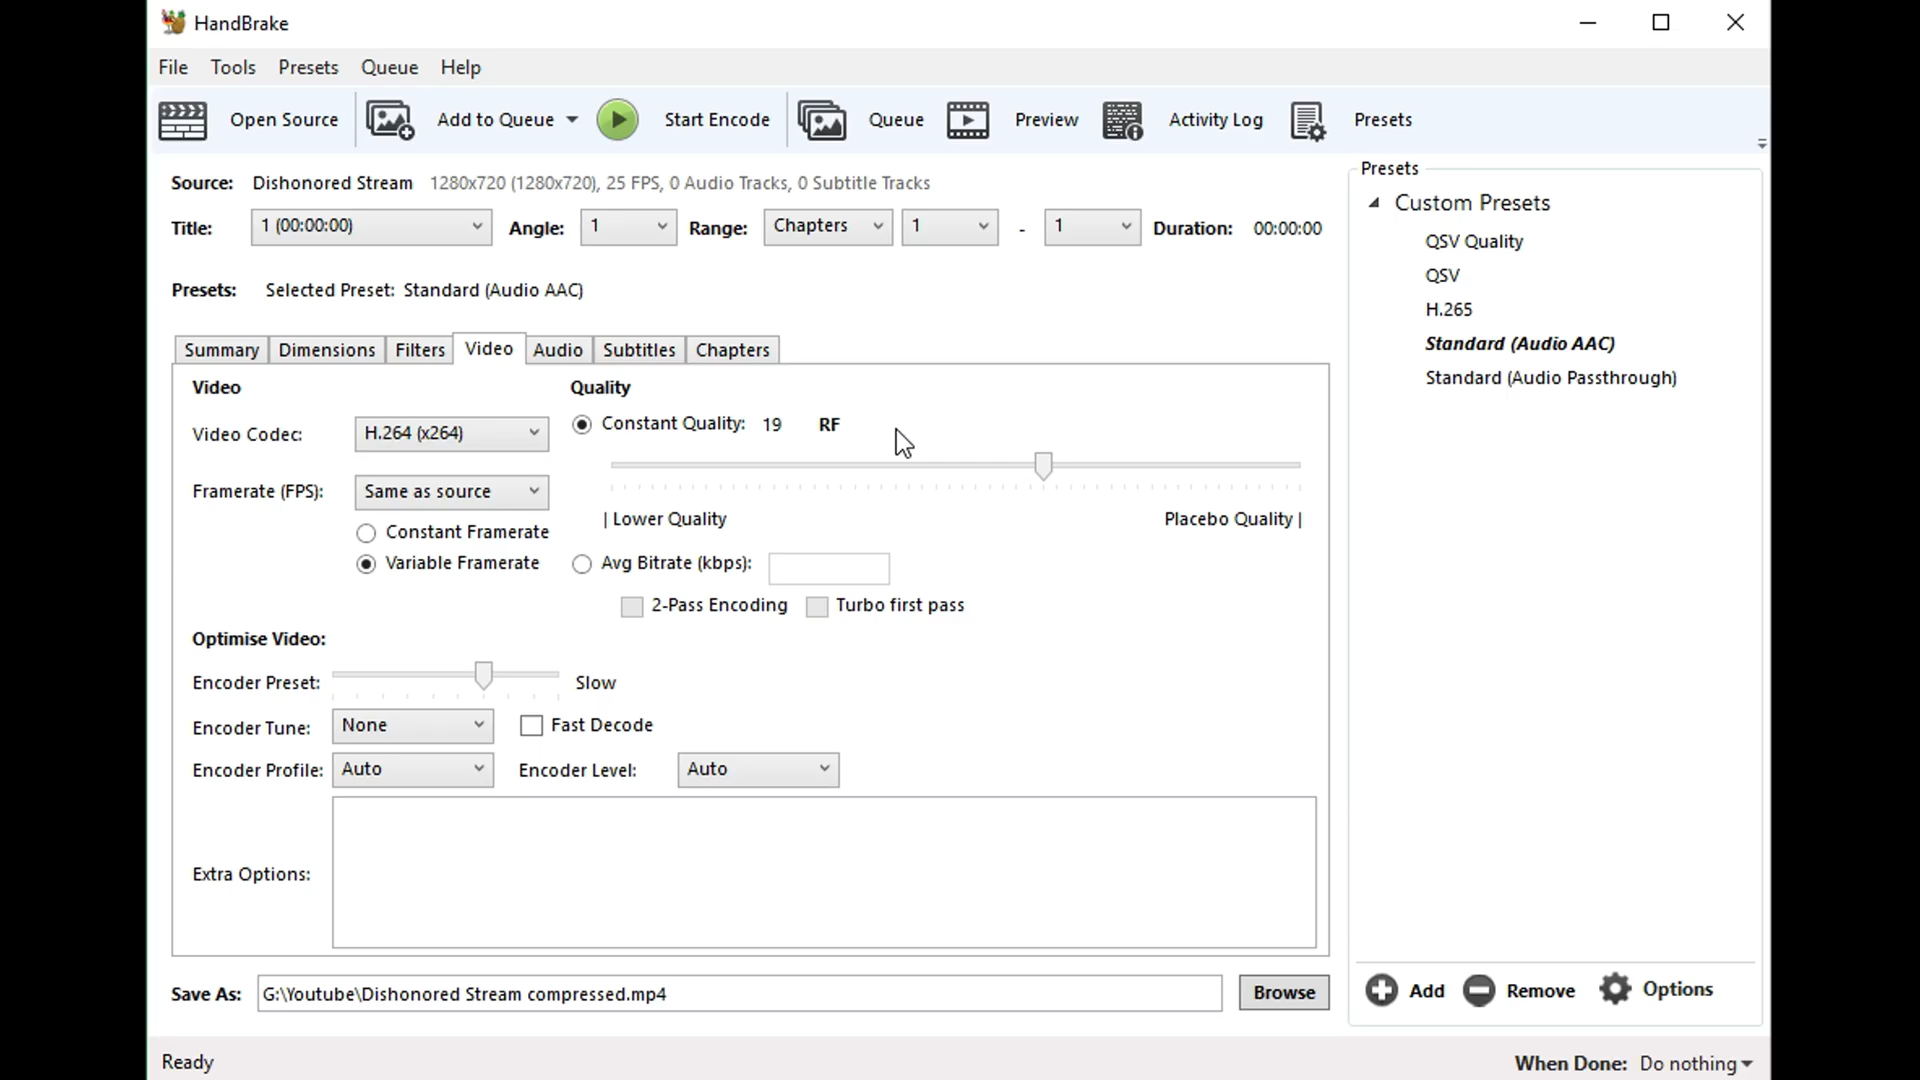 HandBrake
File Tools Presets Queue Help
Open Source Add to Queue Start Encode Queue Preview Activity Log Presets
Source: Dishonored Stream 1280x720 (1280x720), 25 FPS, 0 Audio Tracks, 0 Subtitle Tracks
Title: 1 (00:00:00) Angle: 1 Range: Chapters 1 - 1 Duration: 00:00:00
Presets: Selected Preset: Standard (Audio AAC)
Summary Dimensions Filters Video Audio Subtitles Chapters
Video Quality
Video Codec: H.264 (x264) Constant Quality: 19 RF
Framerate (FPS): Same as source
| Lower Quality Placebo Quality |
Constant Framerate
Variable Framerate Avg Bitrate (kbps):
2-Pass Encoding Turbo first pass
Optimise Video:
Encoder Preset: Slow
Encoder Tune: None Fast Decode
Encoder Profile: Auto Encoder Level: Auto
Extra Options:
Save As: G:\Youtube\Dishonored Stream compressed.mp4 Browse
Presets
Custom Presets
QSV Quality
QSV
H.265
Standard (Audio AAC)
Standard (Audio Passthrough)
Add Remove Options
Ready When Done: Do nothing